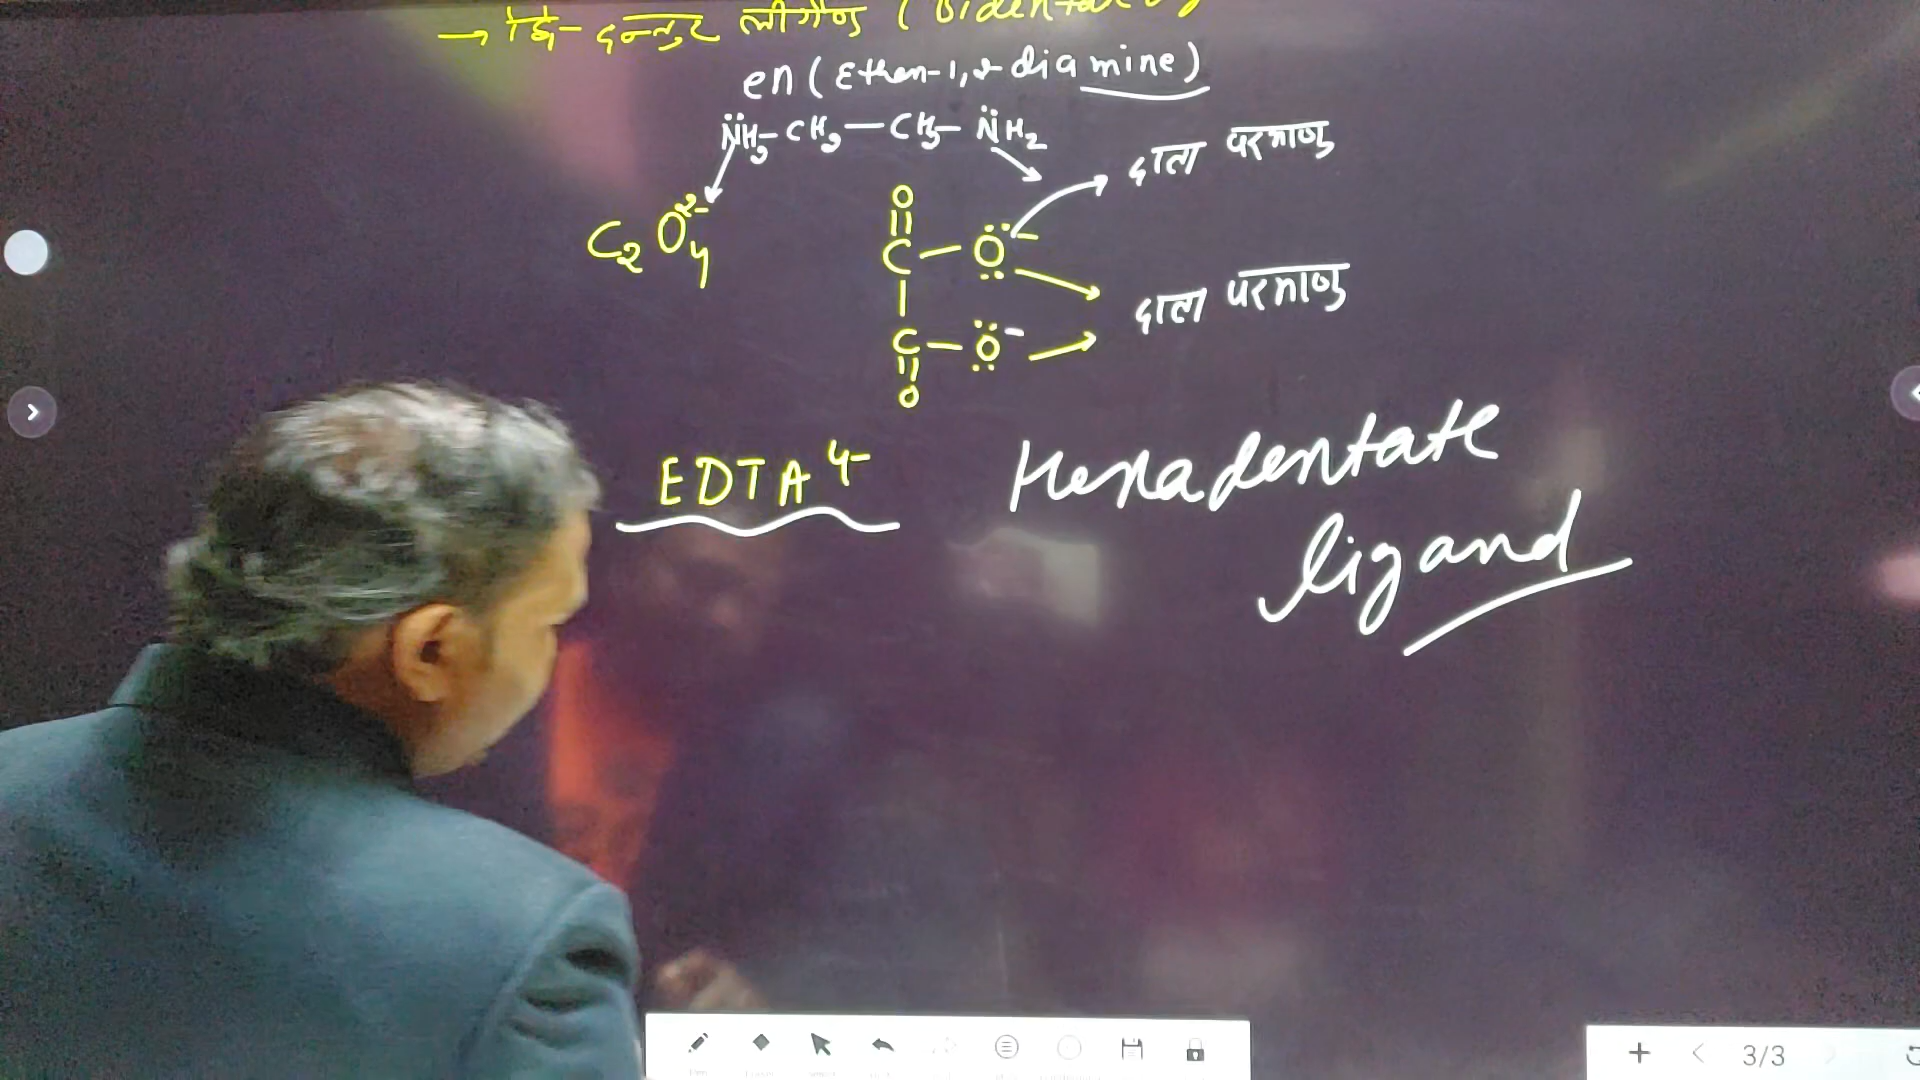 → द्वि-दन्तुर लीगैण्ड (Bidentate
en (Ethan-1,2 diamine)
N̈H₂-CH₂-CH₂-N̈H₂
दाता परमाणु
C₂O₄²⁻
O
C-O⁻
दाता परमाणु
C-O⁻
O
EDTA⁴⁻
Hexadentate
ligand
3/3